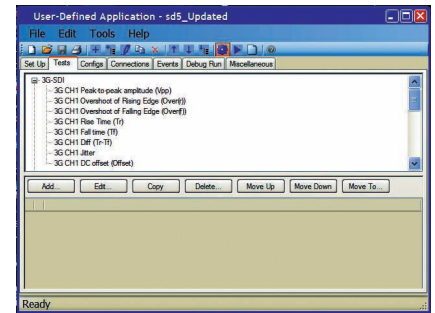 User-Defined Application - sd5_Updated
File Edit Tools Help
Set Up Tests Configs Connections Events Debug Run Miscellaneous
3G-SDI
3G CH1 Peak-to-peak amplitude (Vpp)
3G CH1 Overshoot of Rising Edge (Over(r))
3G CH1 Overshoot of Falling Edge (Over(f))
3G CH1 Rise Time (Tr)
3G CH1 Fall time (Tf)
3G CH1 Diff (Tr-Tf)
3G CH1 Jitter
3G CH1 DC offset (Offset)
Add... Edit... Copy Delete... Move Up Move Down Move To...
Ready